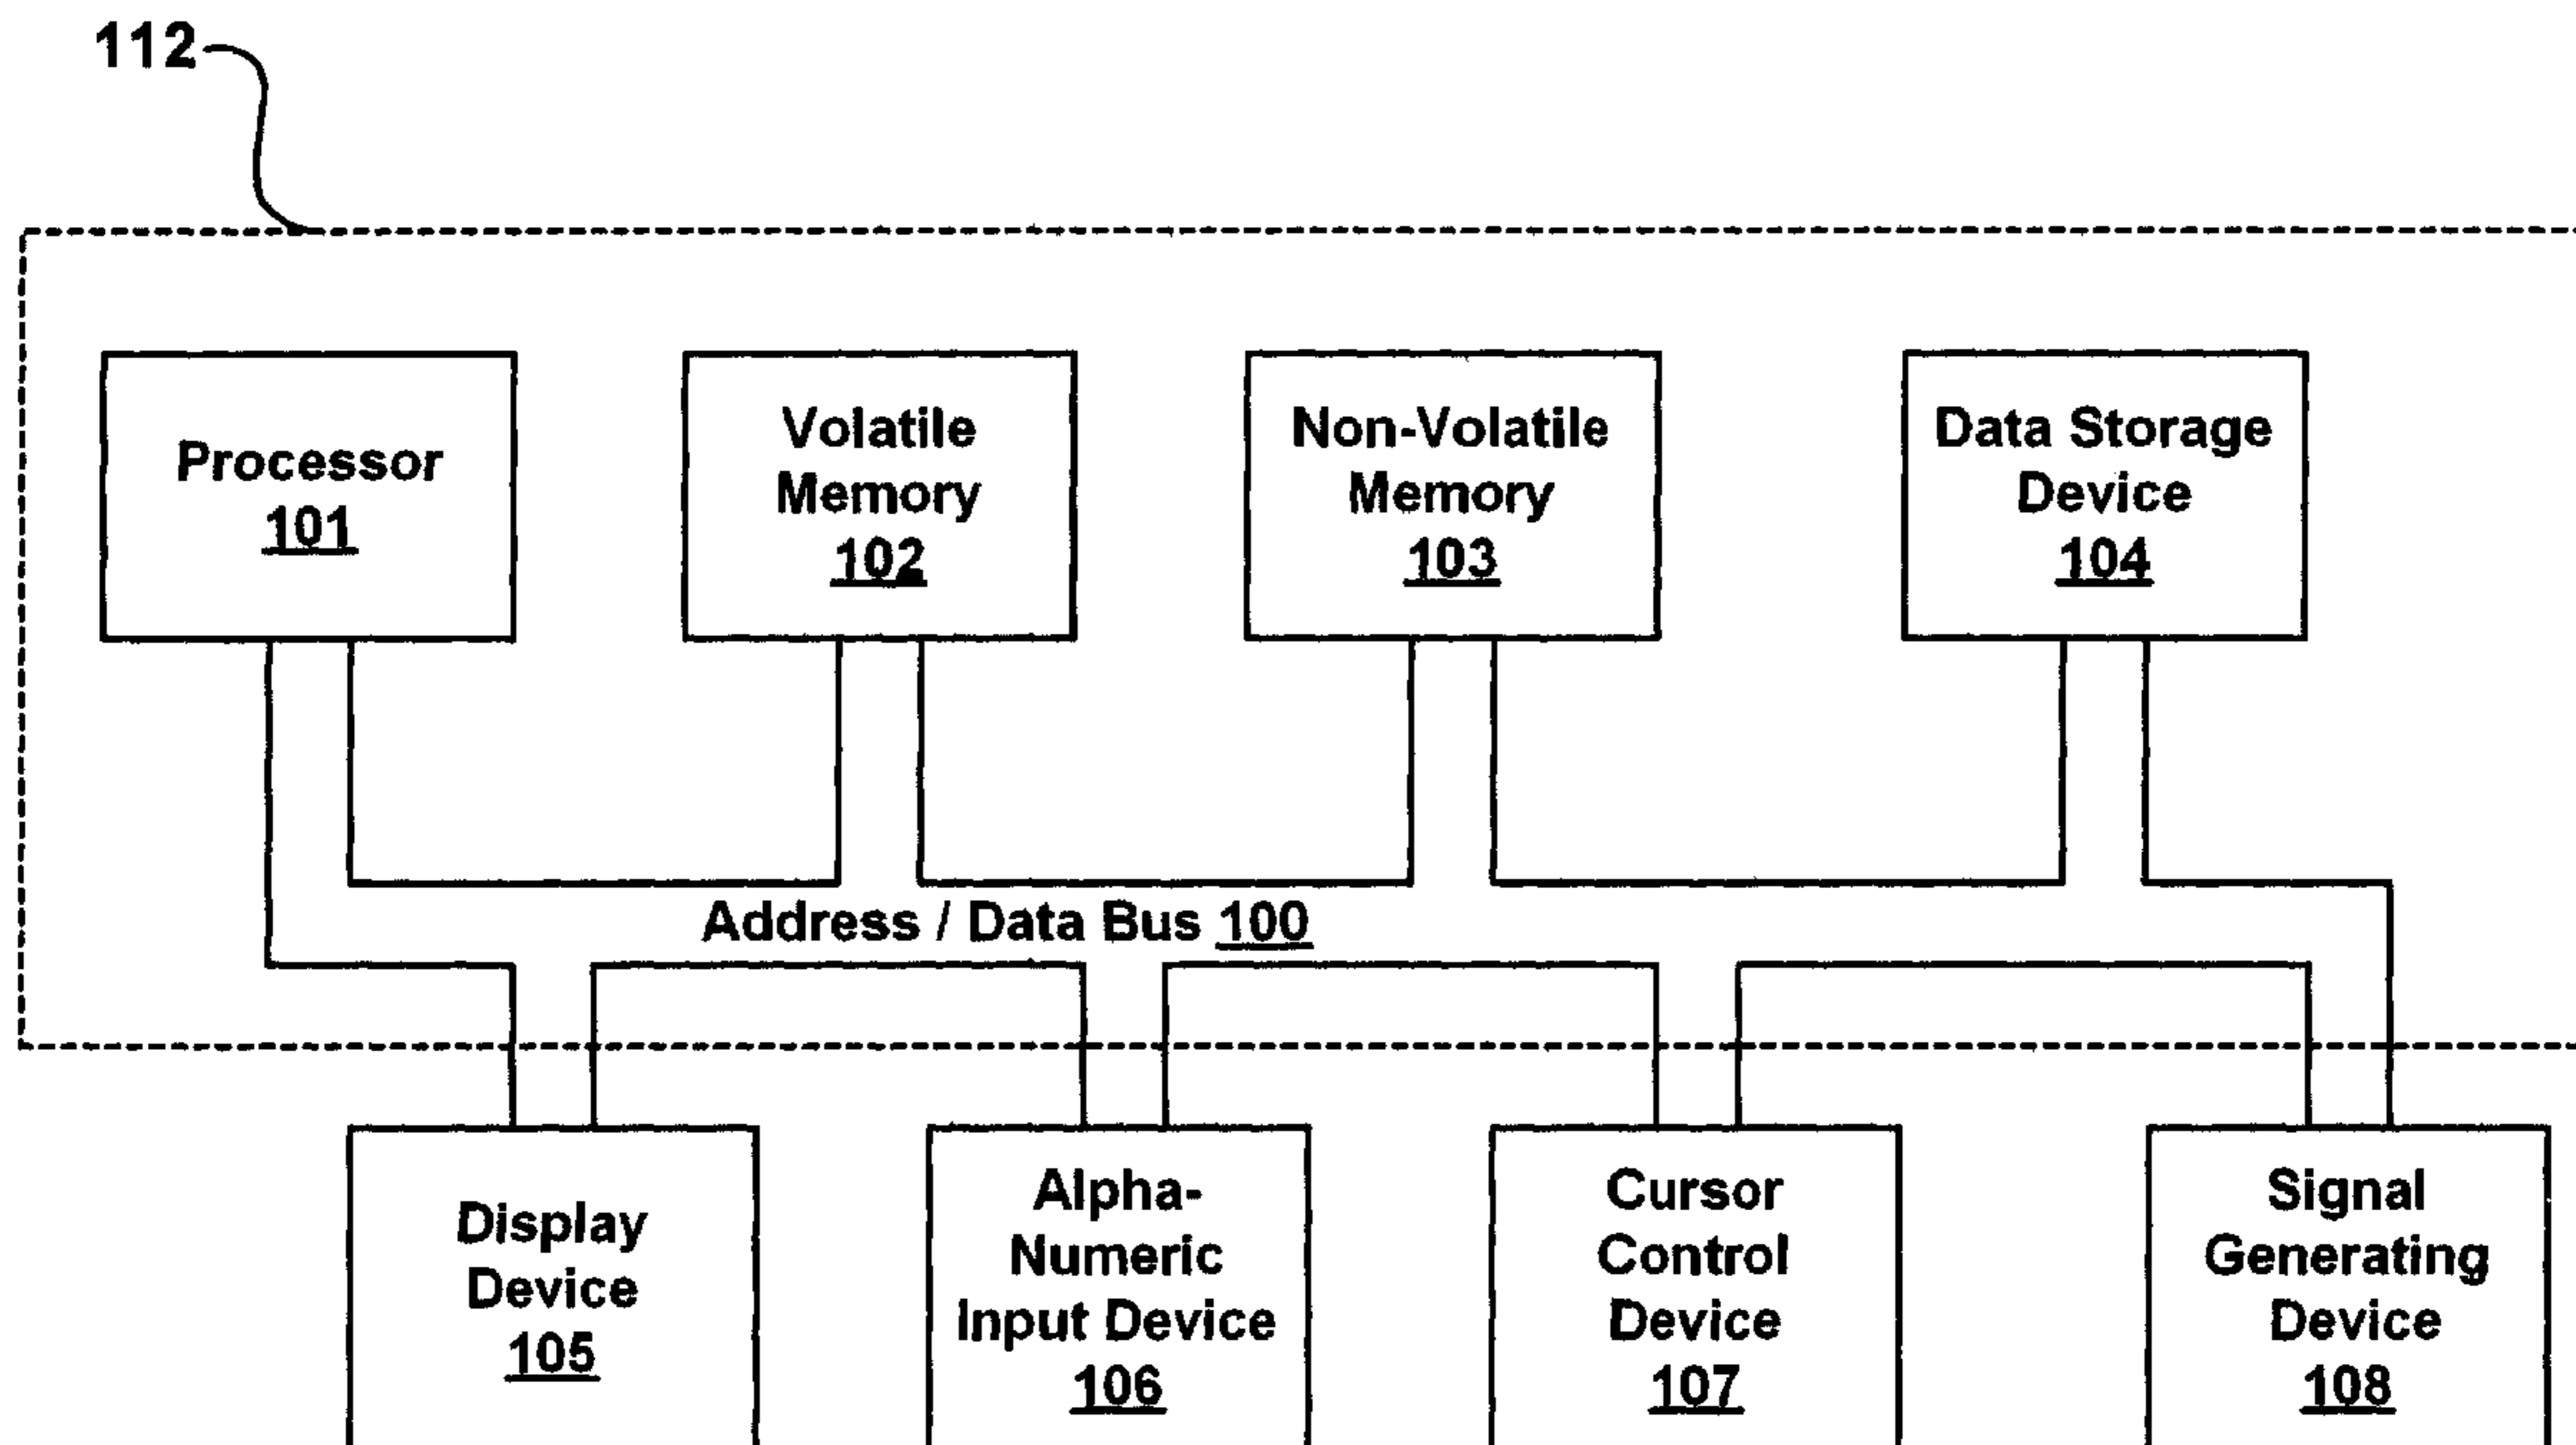 112
Processor
101
Volatile
Memory
102
Non-Volatile
Memory
103
Data Storage
Device
104
Address / Data Bus 100
Display
Device
105
Alpha-
Numeric
Input Device
106
Cursor
Control
Device
107
Signal
Generating
Device
108